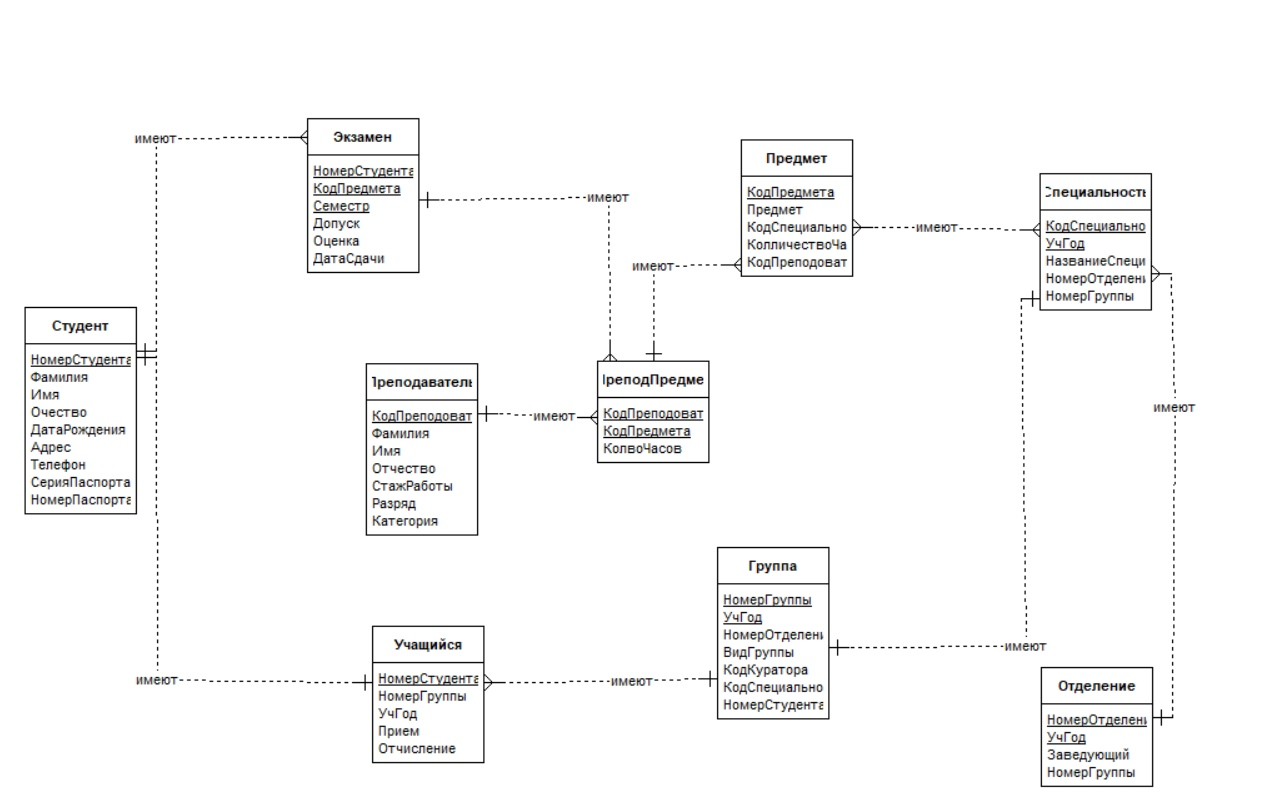 имеют
Экзамен
НомерСтудента
КодПредмета
Семестр
Допуск
Оценка
ДатаСдачи
имеют
Предмет
КодПредмета
Предмет
КодСпециально
КолличествоЧа
КодПреподоват
имеют
имеют
Специальность
КодСпециально
УчГод
НазваниеСпеци
НомерОтделени
НомерГруппы
Студент
НомерСтудента
Фамилия
Имя
Очество
ДатаРождения
Адрес
Телефон
СерияПаспорта
НомерПаспорта
Преподаватель
КодПреподоват
Фамилия
Имя
Отчество
СтажРаботы
Разряд
Категория
имеют
ПреподПредме
КодПреподоват
КодПредмета
КолвоЧасов
имеют
имеют
Учащийся
НомерСтудента
НомерГруппы
УчГод
Прием
Отчисление
имеют
Группа
НомерГруппы
УчГод
НомерОтделени
ВидГруппы
КодКуратора
КодСпециально
НомерСтудента
имеют
Отделение
НомерОтделени
УчГод
Заведующий
НомерГруппы